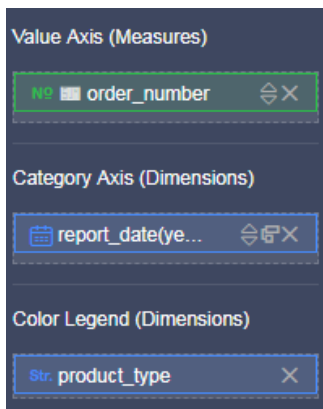 Value Axis (Measures)
Nº order_number
Category Axis (Dimensions)
report_date(ye...
Color Legend (Dimensions)
Str. product_type